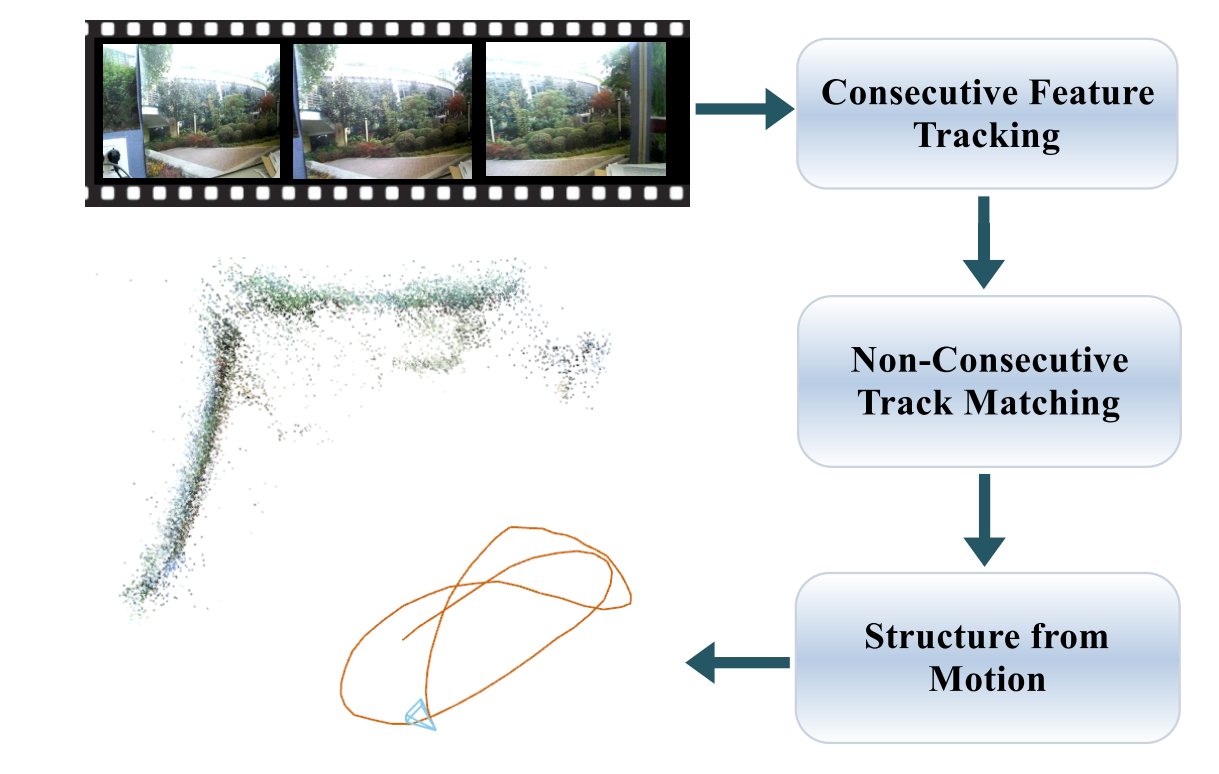 Consecutive Feature
Tracking
Non-Consecutive
Track Matching
Structure from
Motion